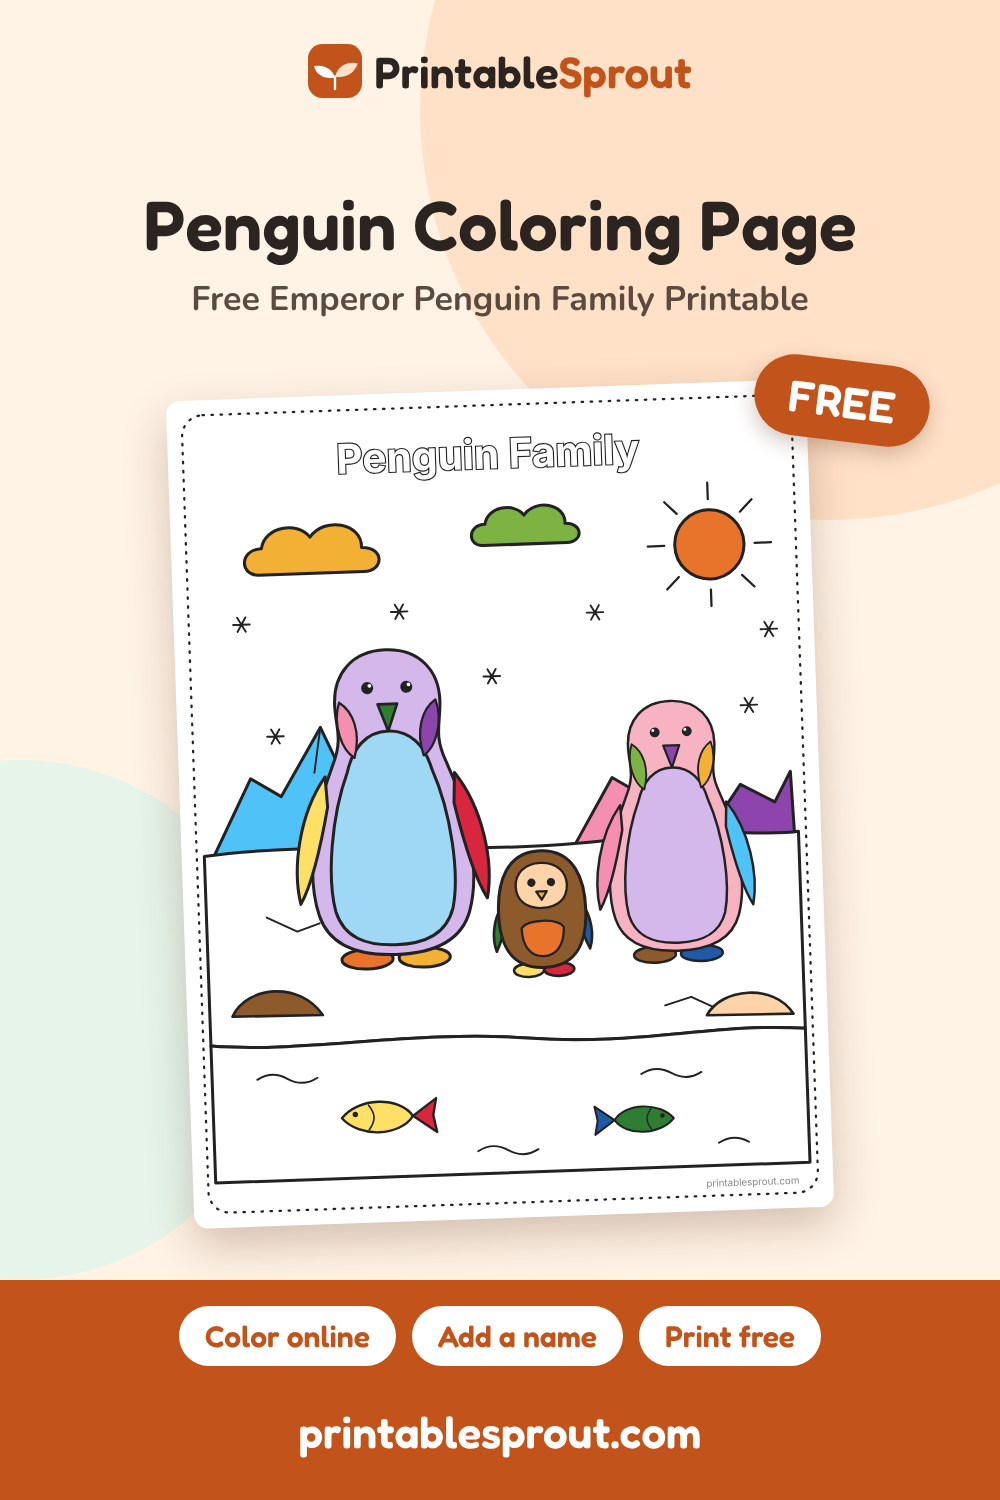 PrintableSprout
Penguin Coloring Page
Free Emperor Penguin Family Printable
FREE
Penguin Family
printablesprout.com
Color online
Add a name
Print free
printablesprout.com